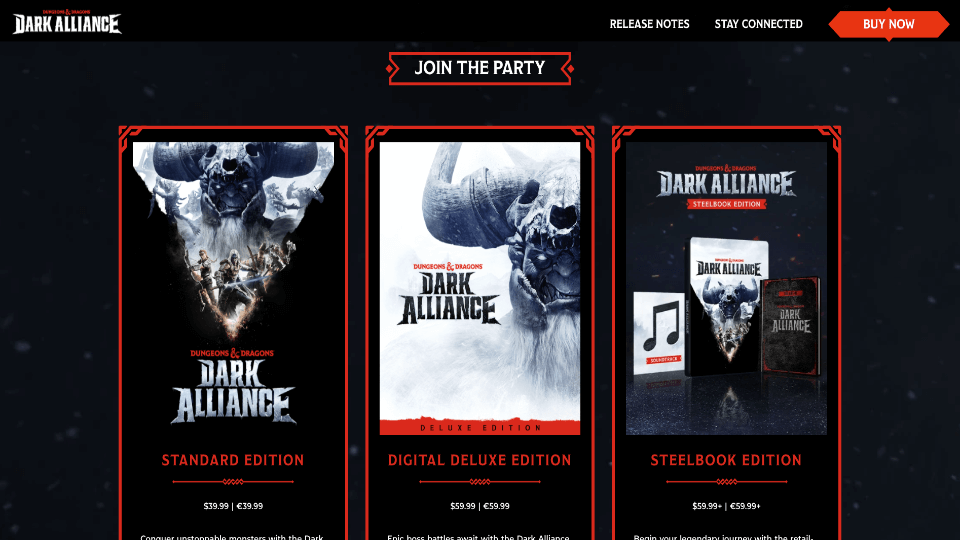 DUNGEONS & DRAGONS
DARK ALLIANCE
RELEASE NOTES
STAY CONNECTED
BUY NOW
JOIN THE PARTY
DUNGEONS & DRAGONS
DARK
ALLIANCE
STANDARD EDITION
$39.99 | €39.99
Conquer unstoppable monsters with the Dark
DUNGEONS & DRAGONS
DARK
ALLIANCE
DELUXE EDITION
DIGITAL DELUXE EDITION
$59.99 | €59.99
Epic boss battles await with the Dark Alliance
DUNGEONS & DRAGONS
DARK ALLIANCE
STEELBOOK EDITION
DUNGEONS & DRAGONS
DARK ALLIANCE
SOUNDTRACK
DARK
ALLIANCE
STEELBOOK EDITION
$59.99+ | €59.99+
Begin your legendary journey with the retail-